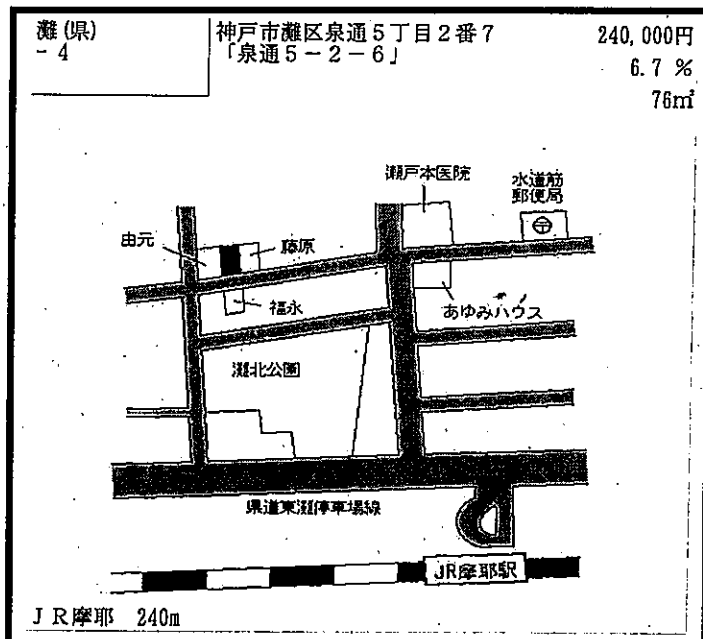 灘(県)
- 4
神戸市灘区泉通5丁目2番7
「泉通5-2-6」
240,000円
6.7 %
76㎡
瀬戸本医院
水道筋
郵便局
由元
藤原
福永
あゆみハウス
灘北公園
県道東灘停車場線
JR摩耶駅
JR摩耶 240m